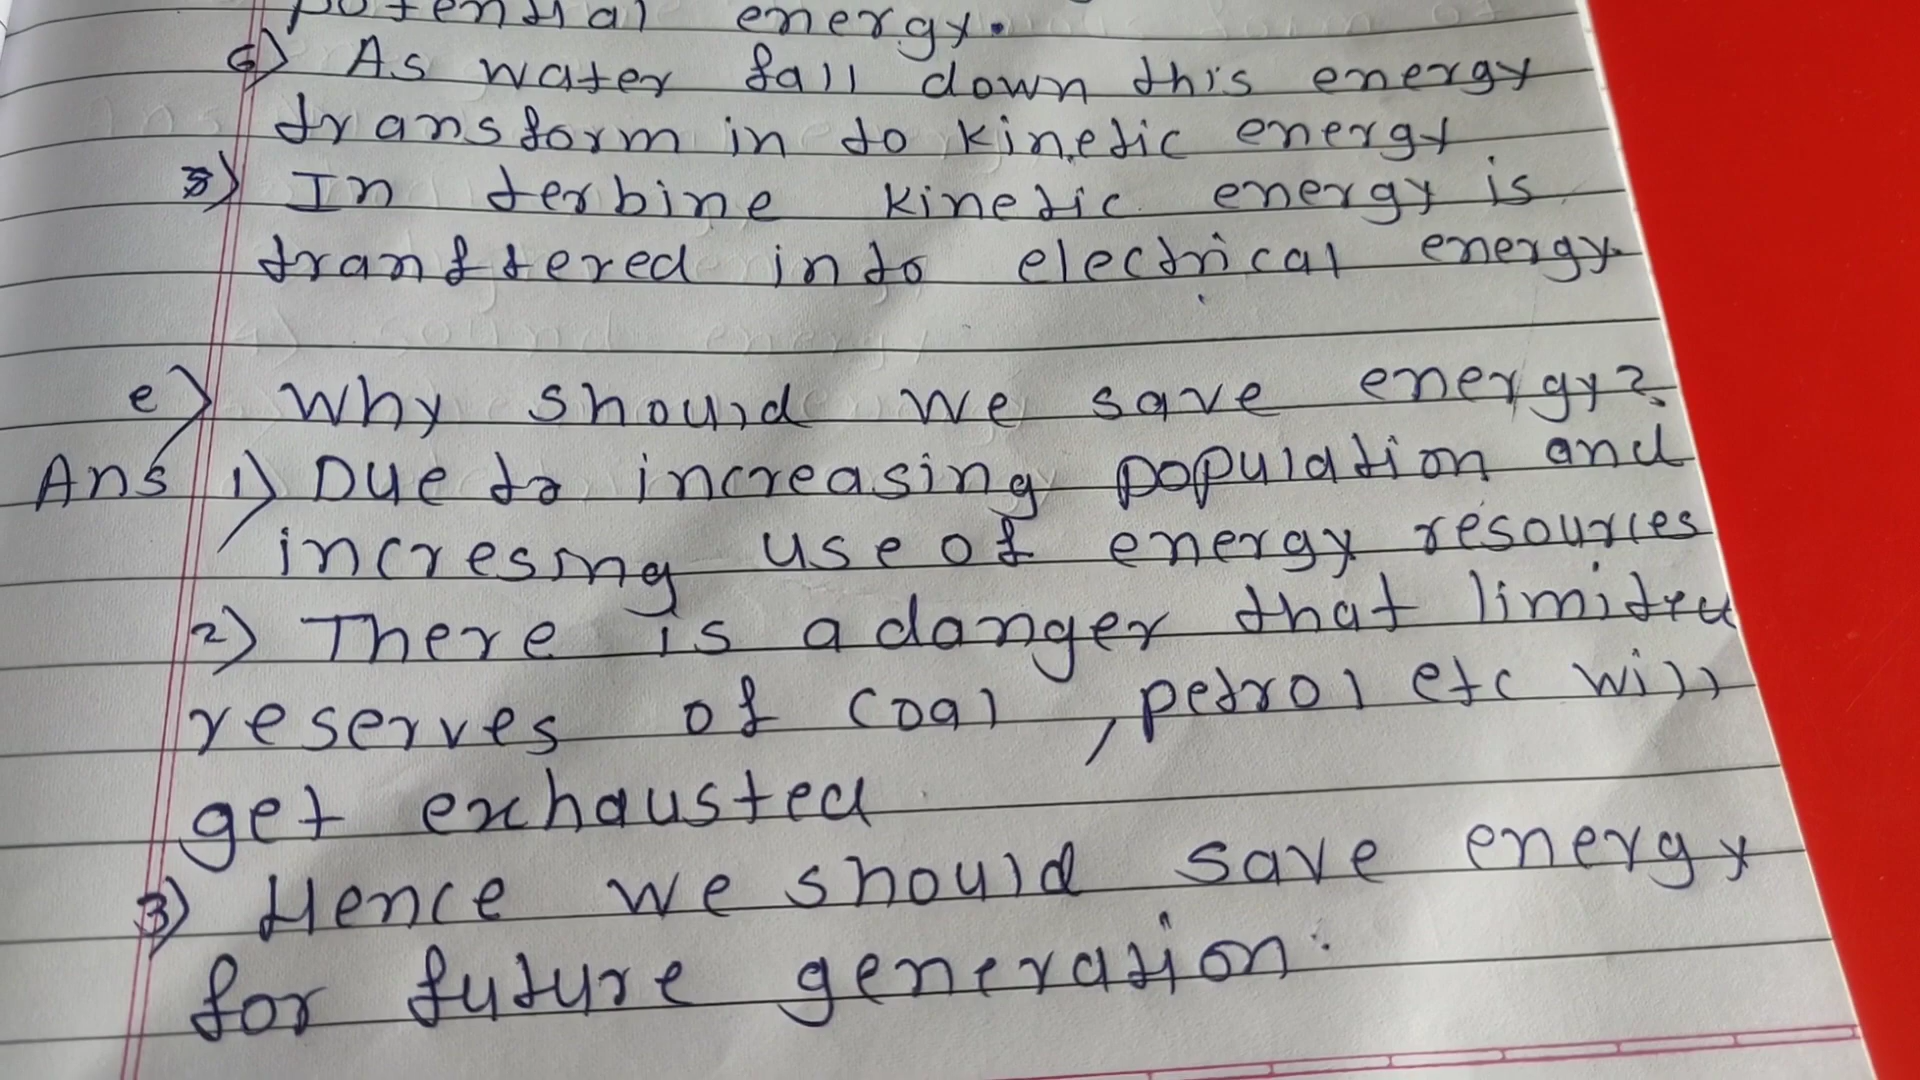 potential energy.
6) As water fall down this energy
transform in to kinetic energy
In terbine kinetic energy is
tranftered into electrical energy.
e) Why should we save energy?
Ans 1) Due to increasing population and
incresing use of energy resources
2) There is a danger that limited
reserves of coal , petrol etc will
get exhausted
3) Hence we should save energy
for future generation.